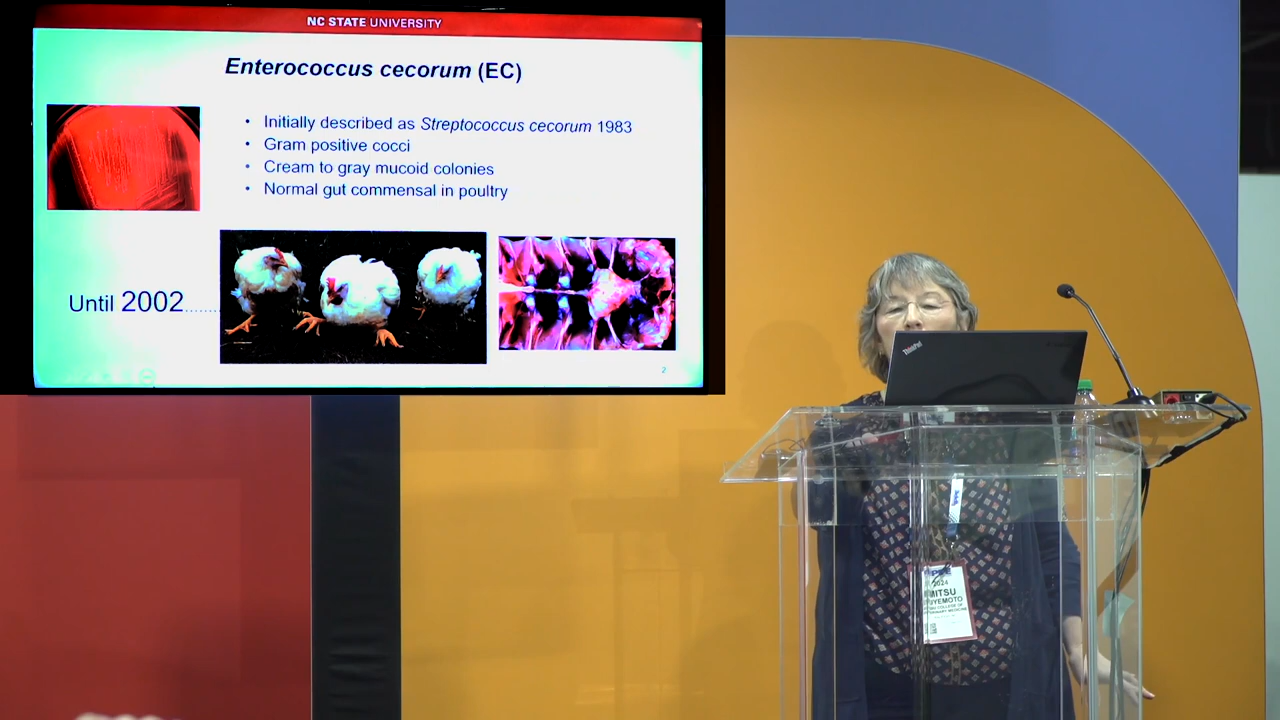 NC STATE UNIVERSITY
Enterococcus cecorum (EC)
• Initially described as Streptococcus cecorum 1983
• Gram positive cocci
• Cream to gray mucoid colonies
• Normal gut commensal in poultry
Until 2002........
2
ThinkPad
2024
MITSU